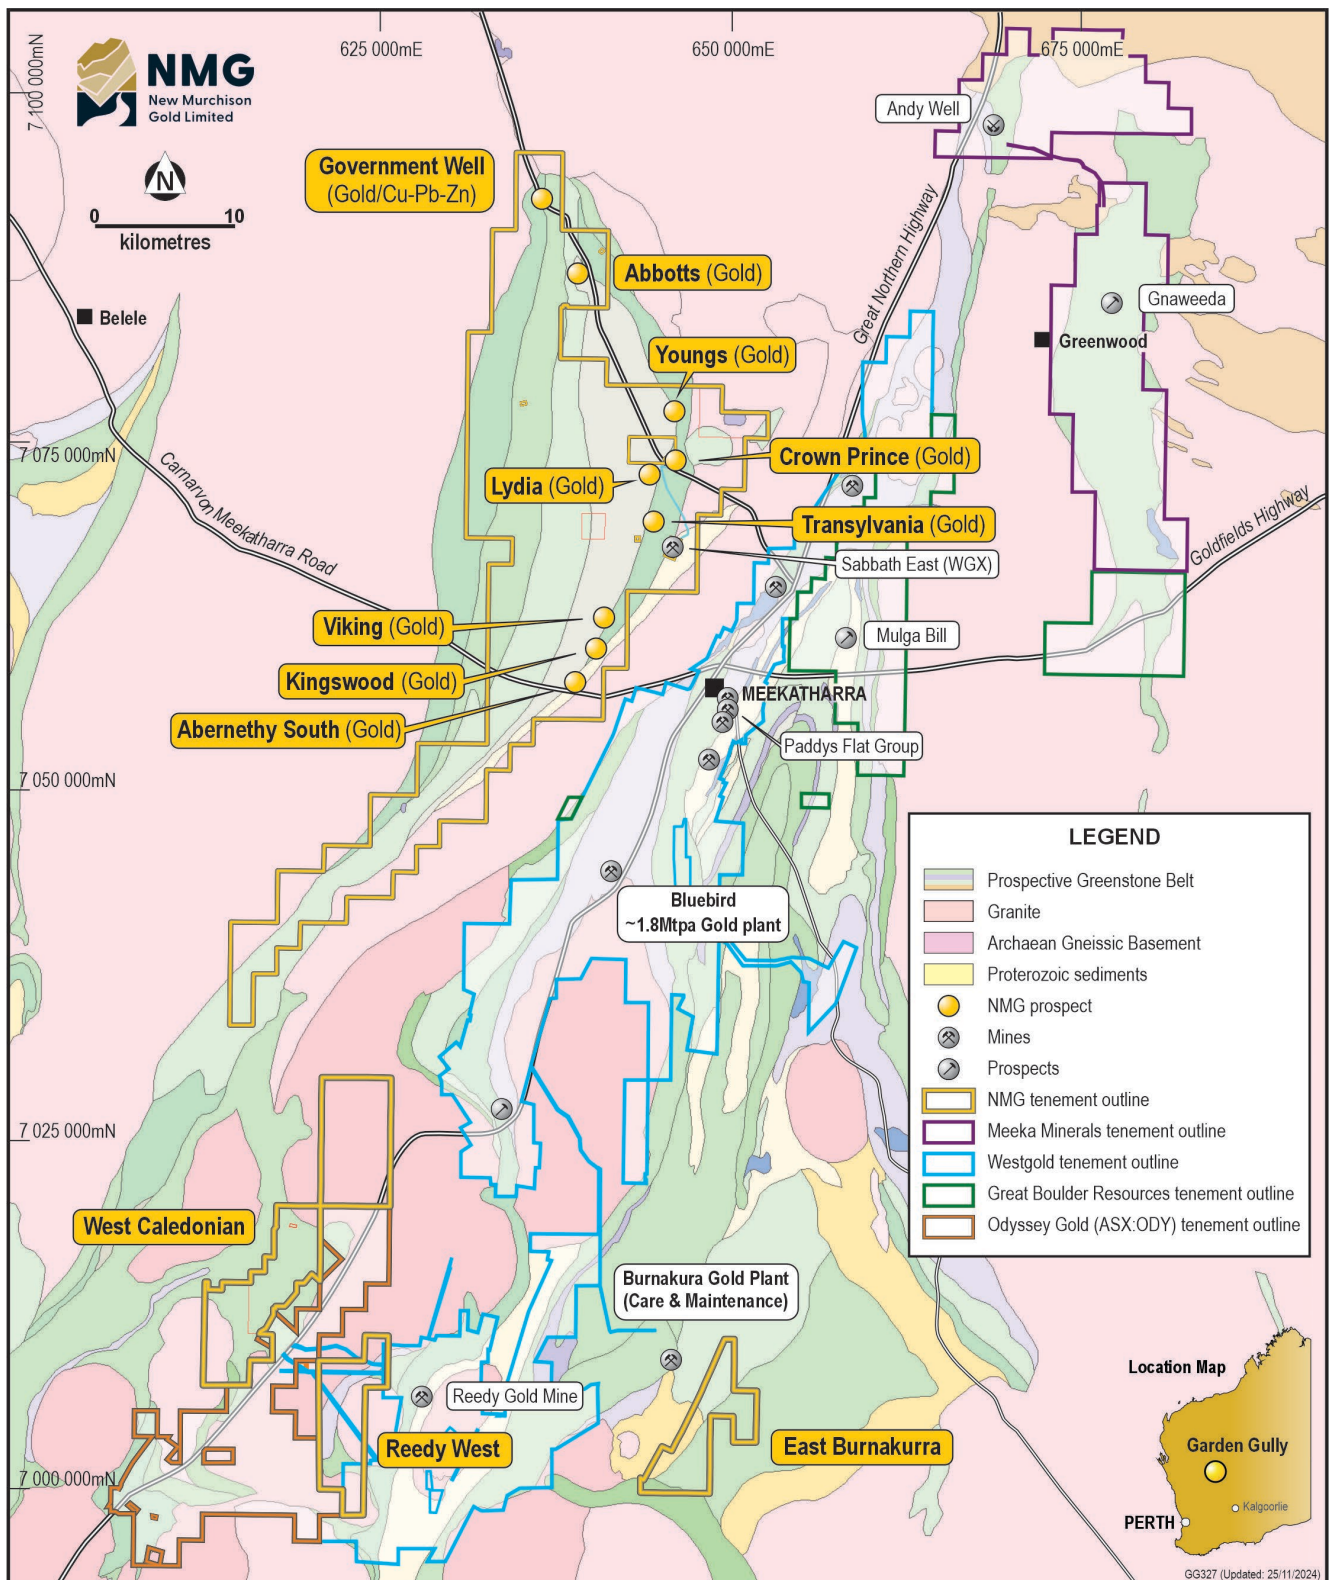 7 100 000mN
625 000mE
650 000mE
675 000mE
NMG
New Murchison
Gold Limited
N
0 10
kilometres
Andy Well
Government Well
(Gold/Cu-Pb-Zn)
Great Northern Highway
Abbotts (Gold)
Gnaweeda
Belele
Greenwood
Youngs (Gold)
7 075 000mN
Crown Prince (Gold)
Carnarvon Meekatharra Road
Lydia (Gold)
Goldfields Highway
Transylvania (Gold)
Sabbath East (WGX)
Viking (Gold)
Mulga Bill
Kingswood (Gold)
MEEKATHARRA
Abernethy South (Gold)
Paddys Flat Group
7 050 000mN
LEGEND
Prospective Greenstone Belt
Granite
Archaean Gneissic Basement
Proterozoic sediments
NMG prospect
Mines
Prospects
NMG tenement outline
Meeka Minerals tenement outline
Westgold tenement outline
Great Boulder Resources tenement outline
Odyssey Gold (ASX:ODY) tenement outline
Bluebird
~1.8Mtpa Gold plant
7 025 000mN
West Caledonian
Burnakura Gold Plant
(Care & Maintenance)
Reedy Gold Mine
Reedy West
East Burnakurra
7 000 000mN
Location Map
Garden Gully
Kalgoorlie
PERTH
GG327 (Updated: 25/11/2024)